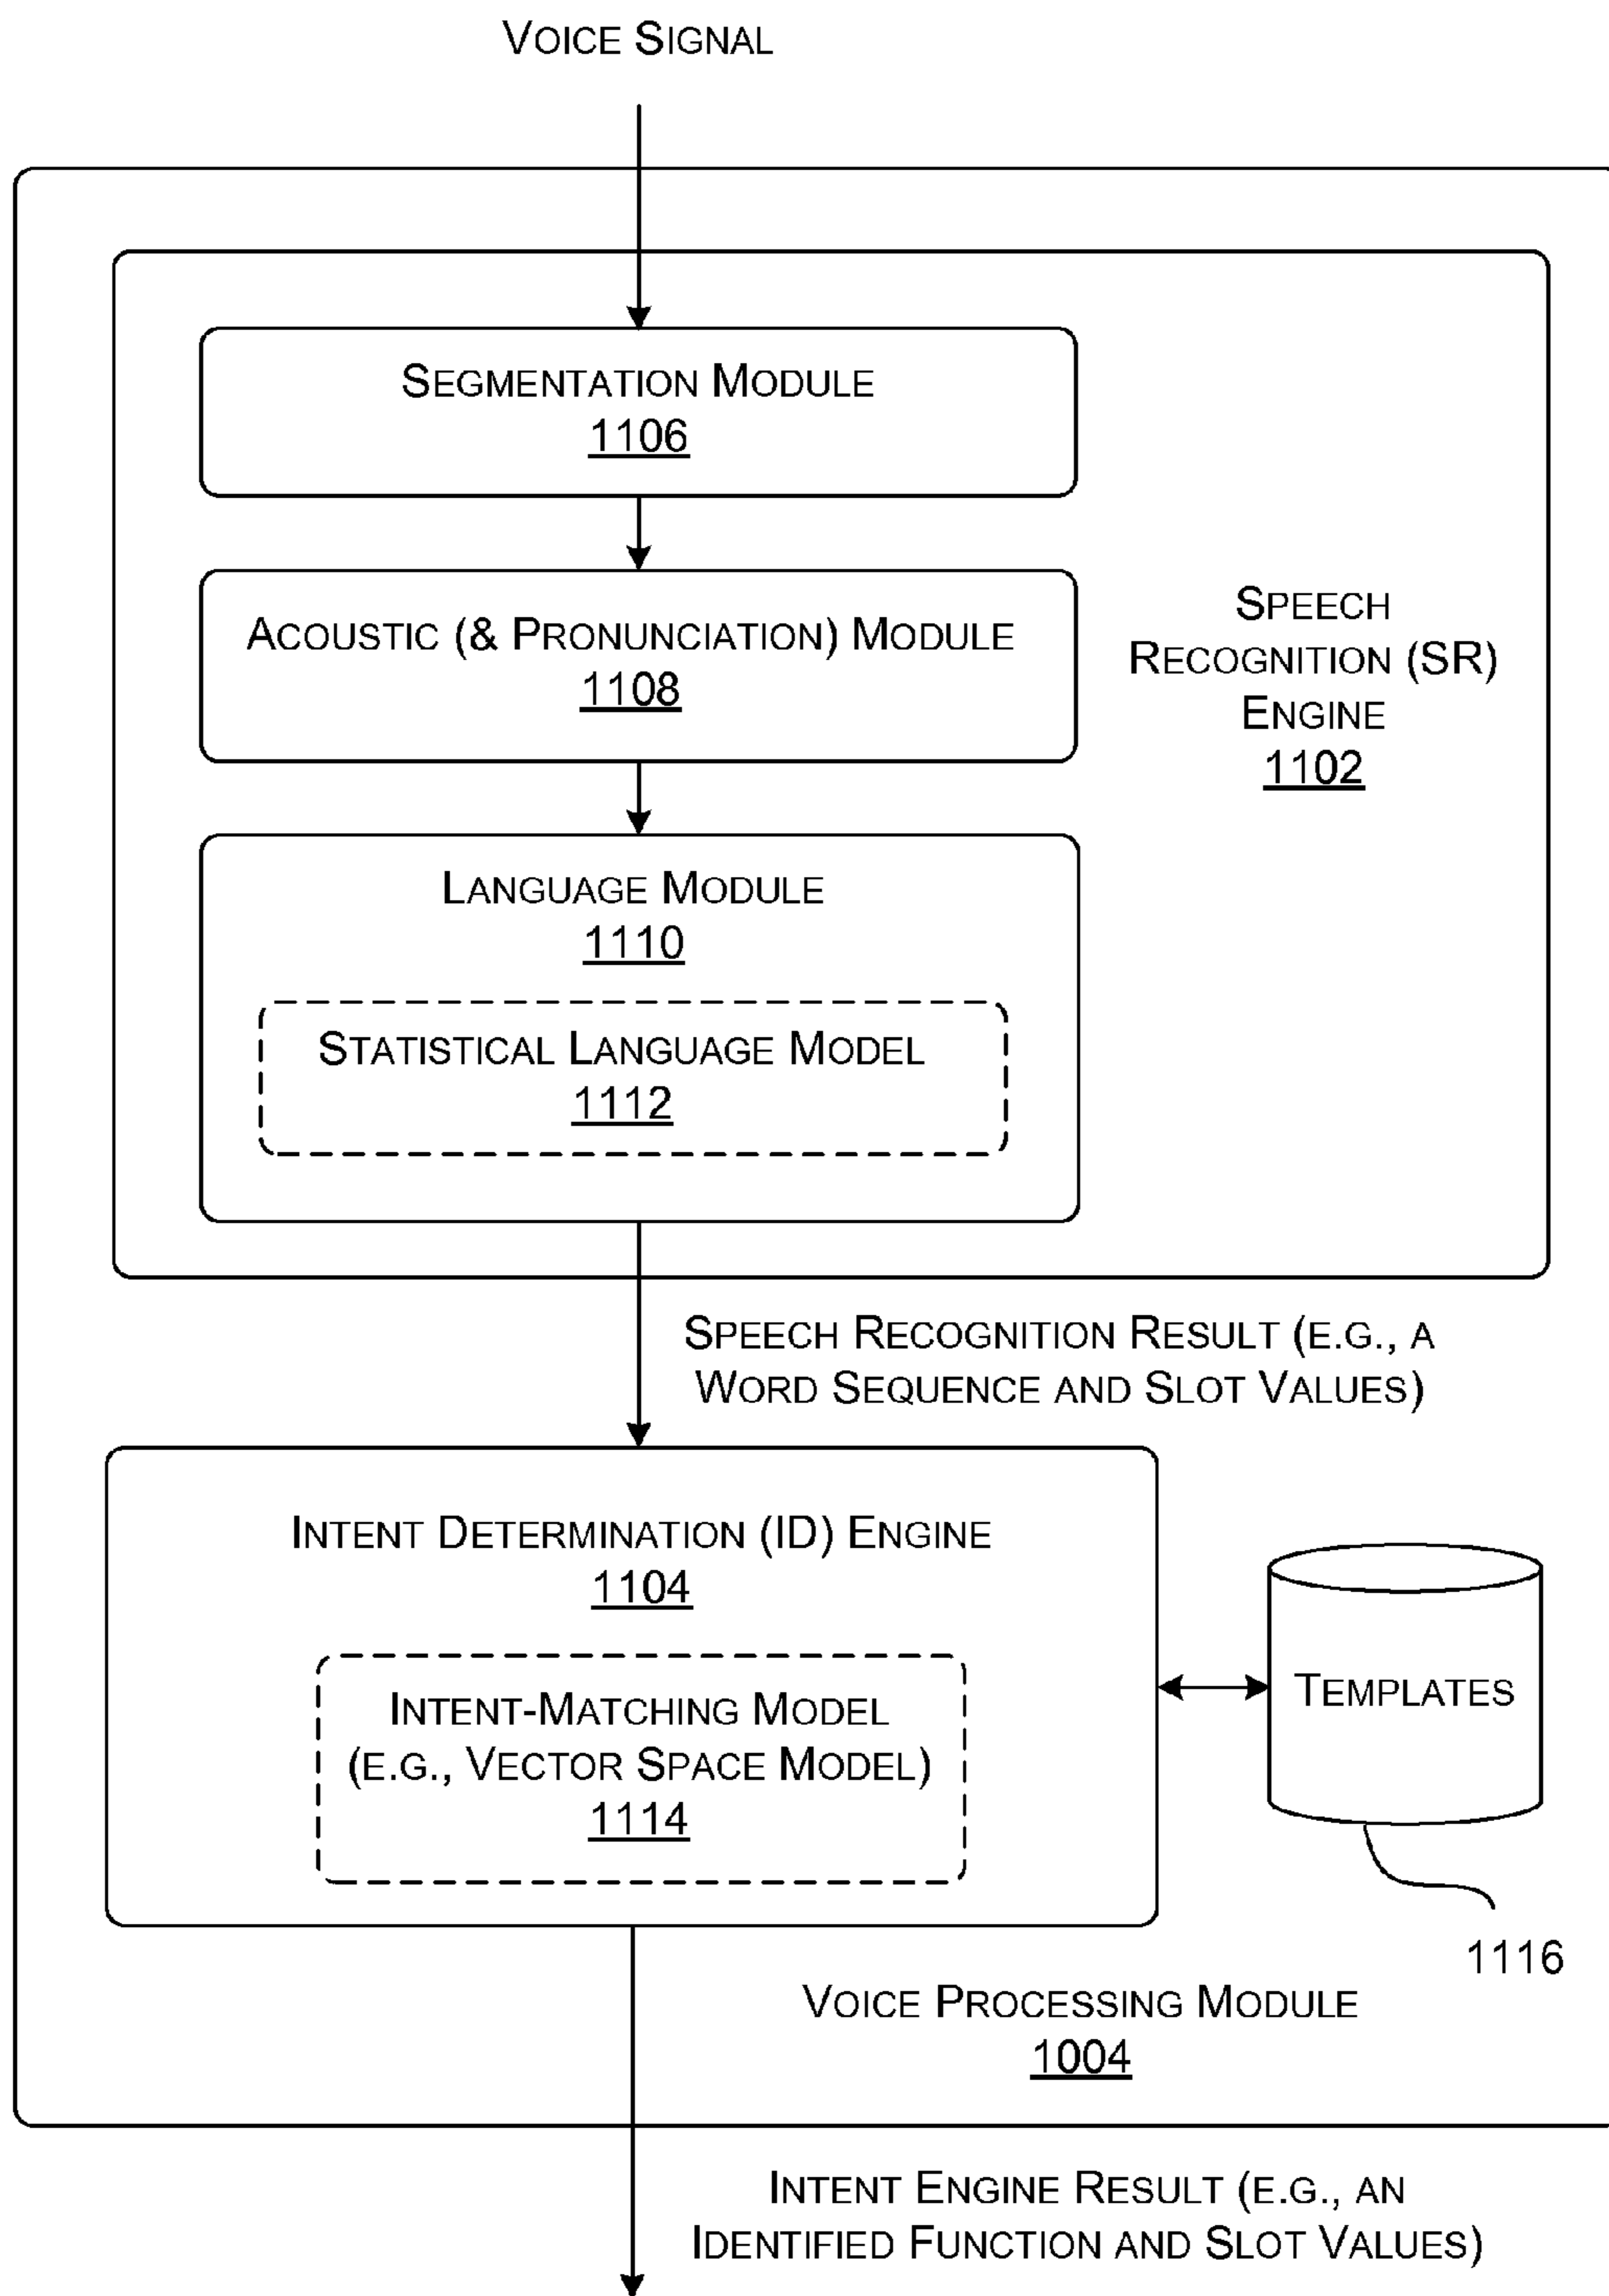 VOICE SIGNAL
SEGMENTATION MODULE
1106
ACOUSTIC (& PRONUNCIATION) MODULE
1108
SPEECH
RECOGNITION (SR)
ENGINE
1102
LANGUAGE MODULE
1110
STATISTICAL LANGUAGE MODEL
1112
SPEECH RECOGNITION RESULT (E.G., A
WORD SEQUENCE AND SLOT VALUES)
INTENT DETERMINATION (ID) ENGINE
1104
INTENT-MATCHING MODEL
(E.G., VECTOR SPACE MODEL)
1114
TEMPLATES
1116
VOICE PROCESSING MODULE
1004
INTENT ENGINE RESULT (E.G., AN
IDENTIFIED FUNCTION AND SLOT VALUES)